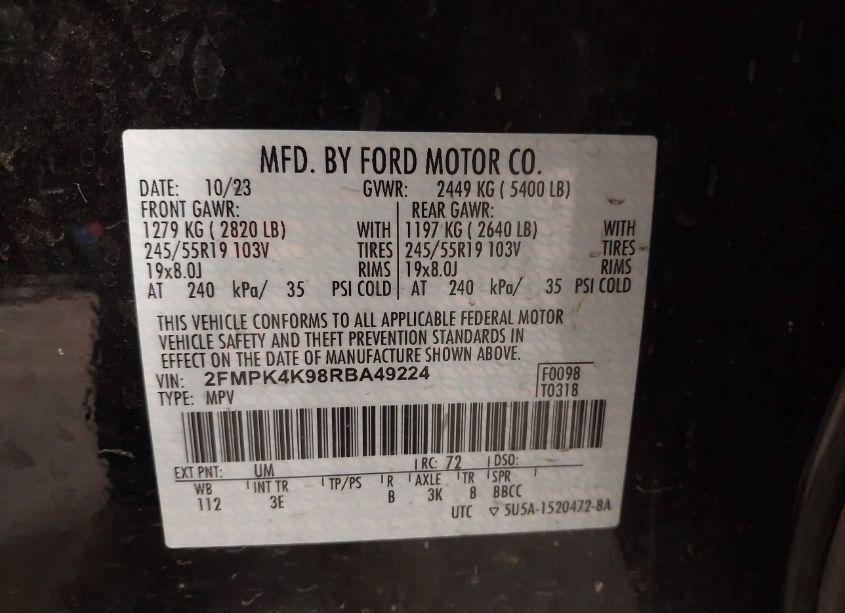 MFD. BY FORD MOTOR CO.
DATE: 10/23 GVWR: 2449 KG ( 5400 LB)
FRONT GAWR: REAR GAWR:
1279 KG ( 2820 LB) WITH 1197 KG ( 2640 LB) WITH
245/55R19 103V TIRES 245/55R19 103V TIRES
19x8.0J RIMS 19x8.0J RIMS
AT 240 kPa/ 35 PSI COLD AT 240 kPa/ 35 PSI COLD
THIS VEHICLE CONFORMS TO ALL APPLICABLE FEDERAL MOTOR
VEHICLE SAFETY AND THEFT PREVENTION STANDARDS IN
EFFECT ON THE DATE OF MANUFACTURE SHOWN ABOVE.
VIN: 2FMPK4K98RBA49224 F0098
TYPE: MPV T0318
EXT PNT: UM RC: 72 DSO:
WB INT TR TP/PS R AXLE TR SPR
112 3E B 3K 8 BBCC
UTC ▽ 5U5A-1520472-BA